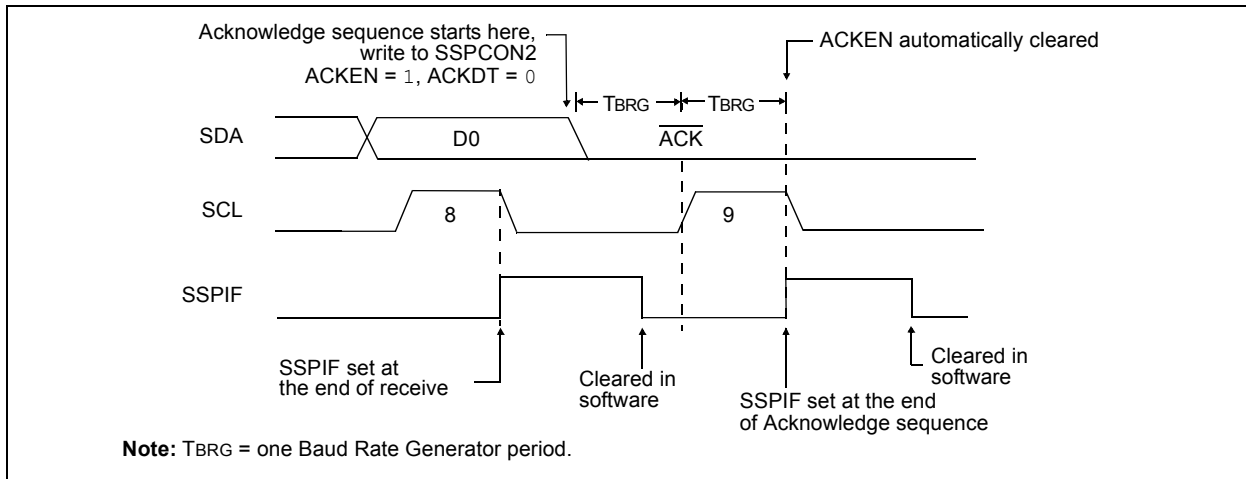 Acknowledge sequence starts here,
write to SSPCON2
ACKEN = 1, ACKDT = 0
ACKEN automatically cleared
TBRG
TBRG
SDA
D0
ACK
SCL
8
9
SSPIF
SSPIF set at
the end of receive
Cleared in
software
SSPIF set at the end
of Acknowledge sequence
Cleared in
software
Note: TBRG = one Baud Rate Generator period.